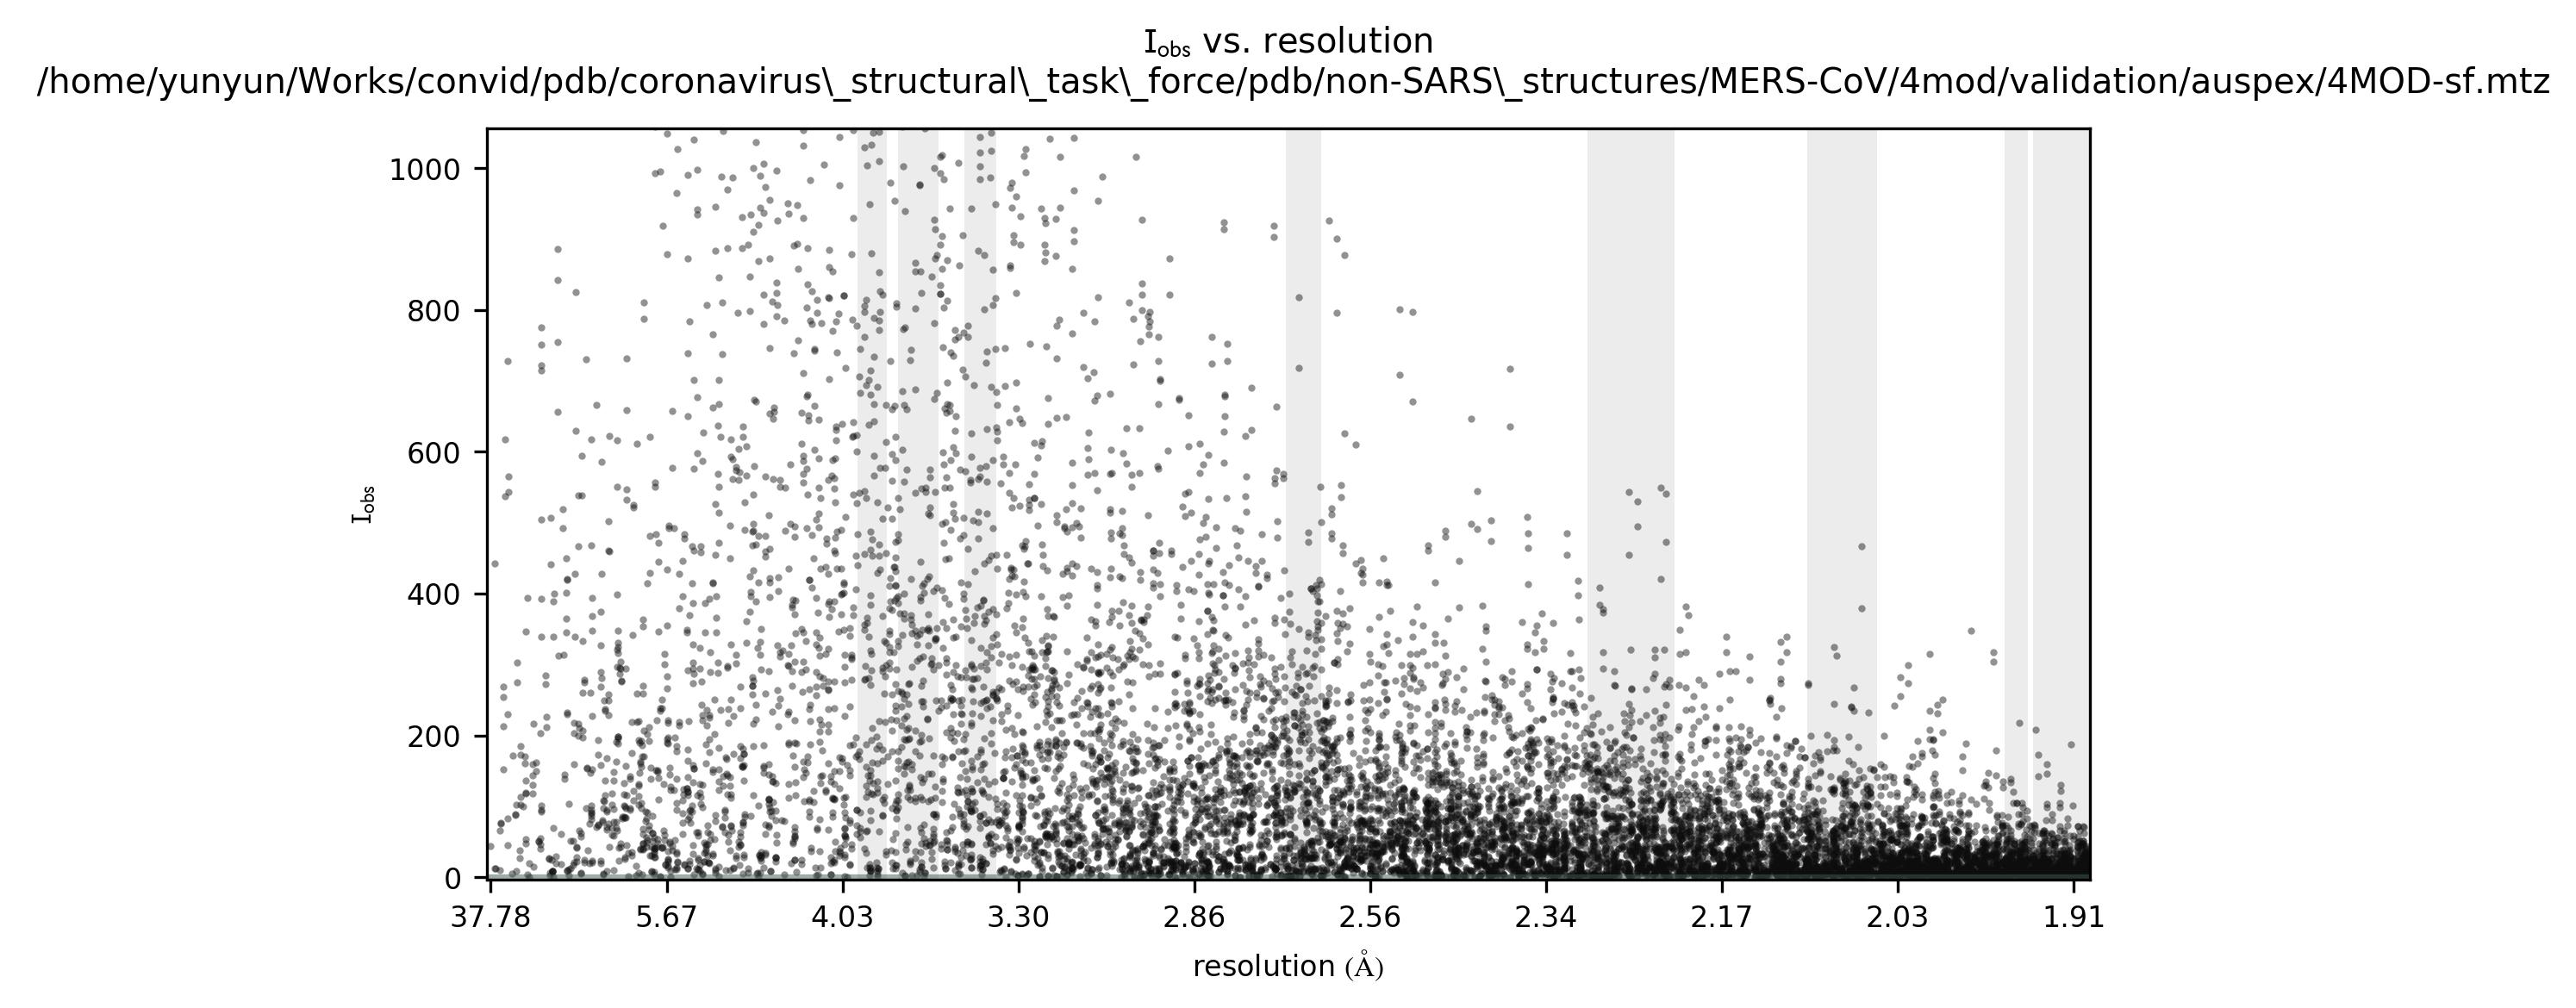 I_obs vs. resolution
/home/yunyun/Works/convid/pdb/coronavirus\_structural\_task\_force/pdb/non-SARS\_structures/MERS-CoV/4mod/validation/auspex/4MOD-sf.mtz
1000
800
600
400
200
0
I_obs
37.78 5.67 4.03 3.30 2.86 2.56 2.34 2.17 2.03 1.91
resolution (Å)